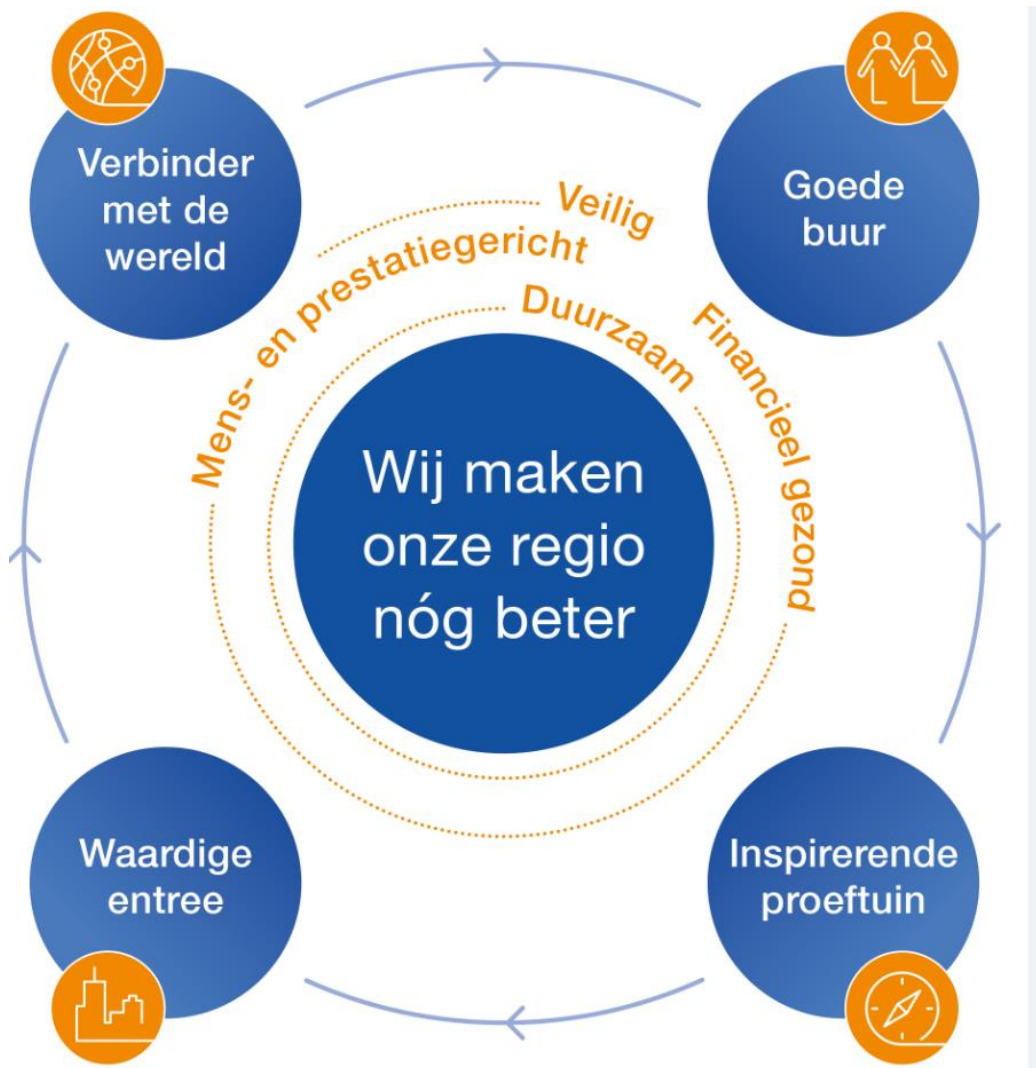 Verbinder
met de
wereld
Goede
buur
Veilig
Mens- en prestatiegericht
Duurzaam
Financieel gezond
Wij maken
onze regio
nóg beter
Waardige
entree
Inspirerende
proeftuin